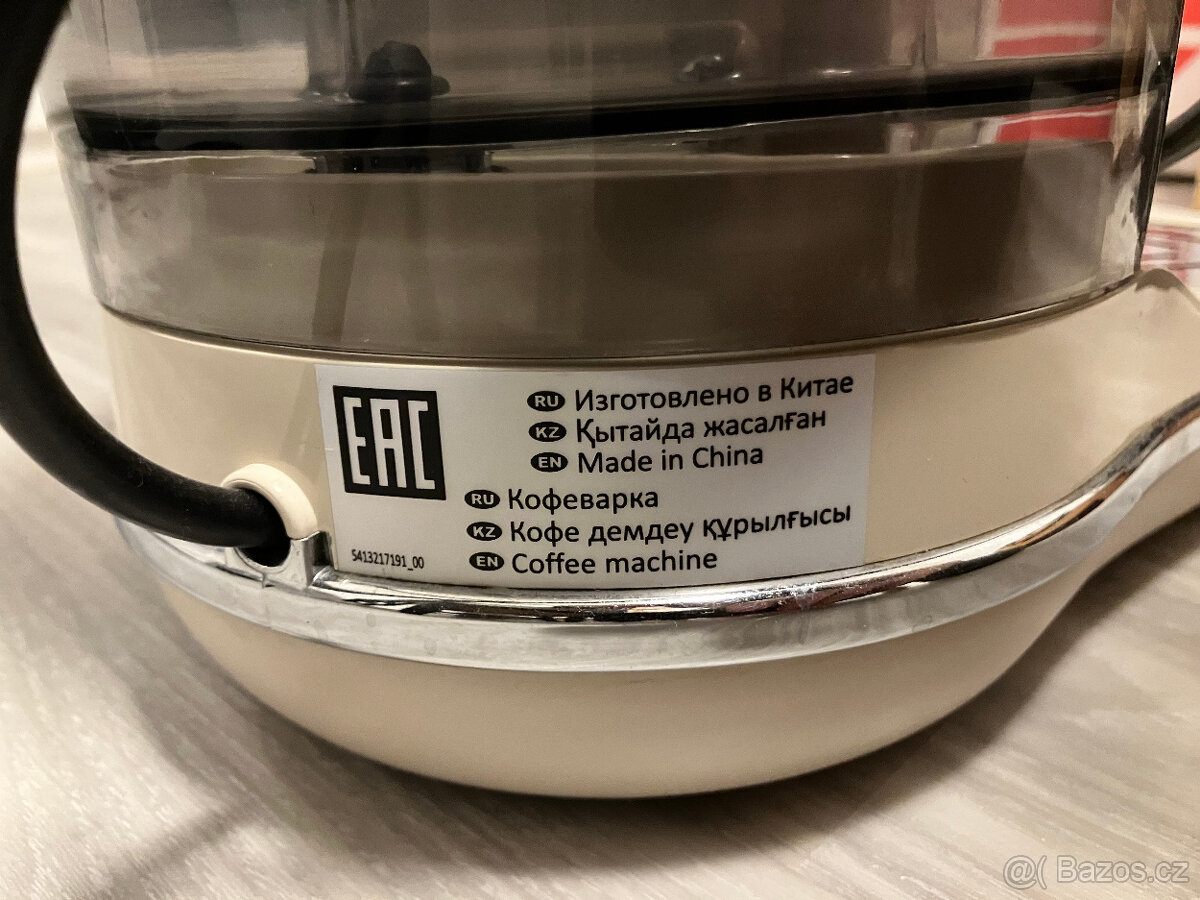 EAC
RU Изготовлено в Китае
KZ Қытайда жасалған
EN Made in China
RU Кофеварка
KZ Кофе демдеу құрылғысы
EN Coffee machine
5413217191_00
@( Bazos.cz